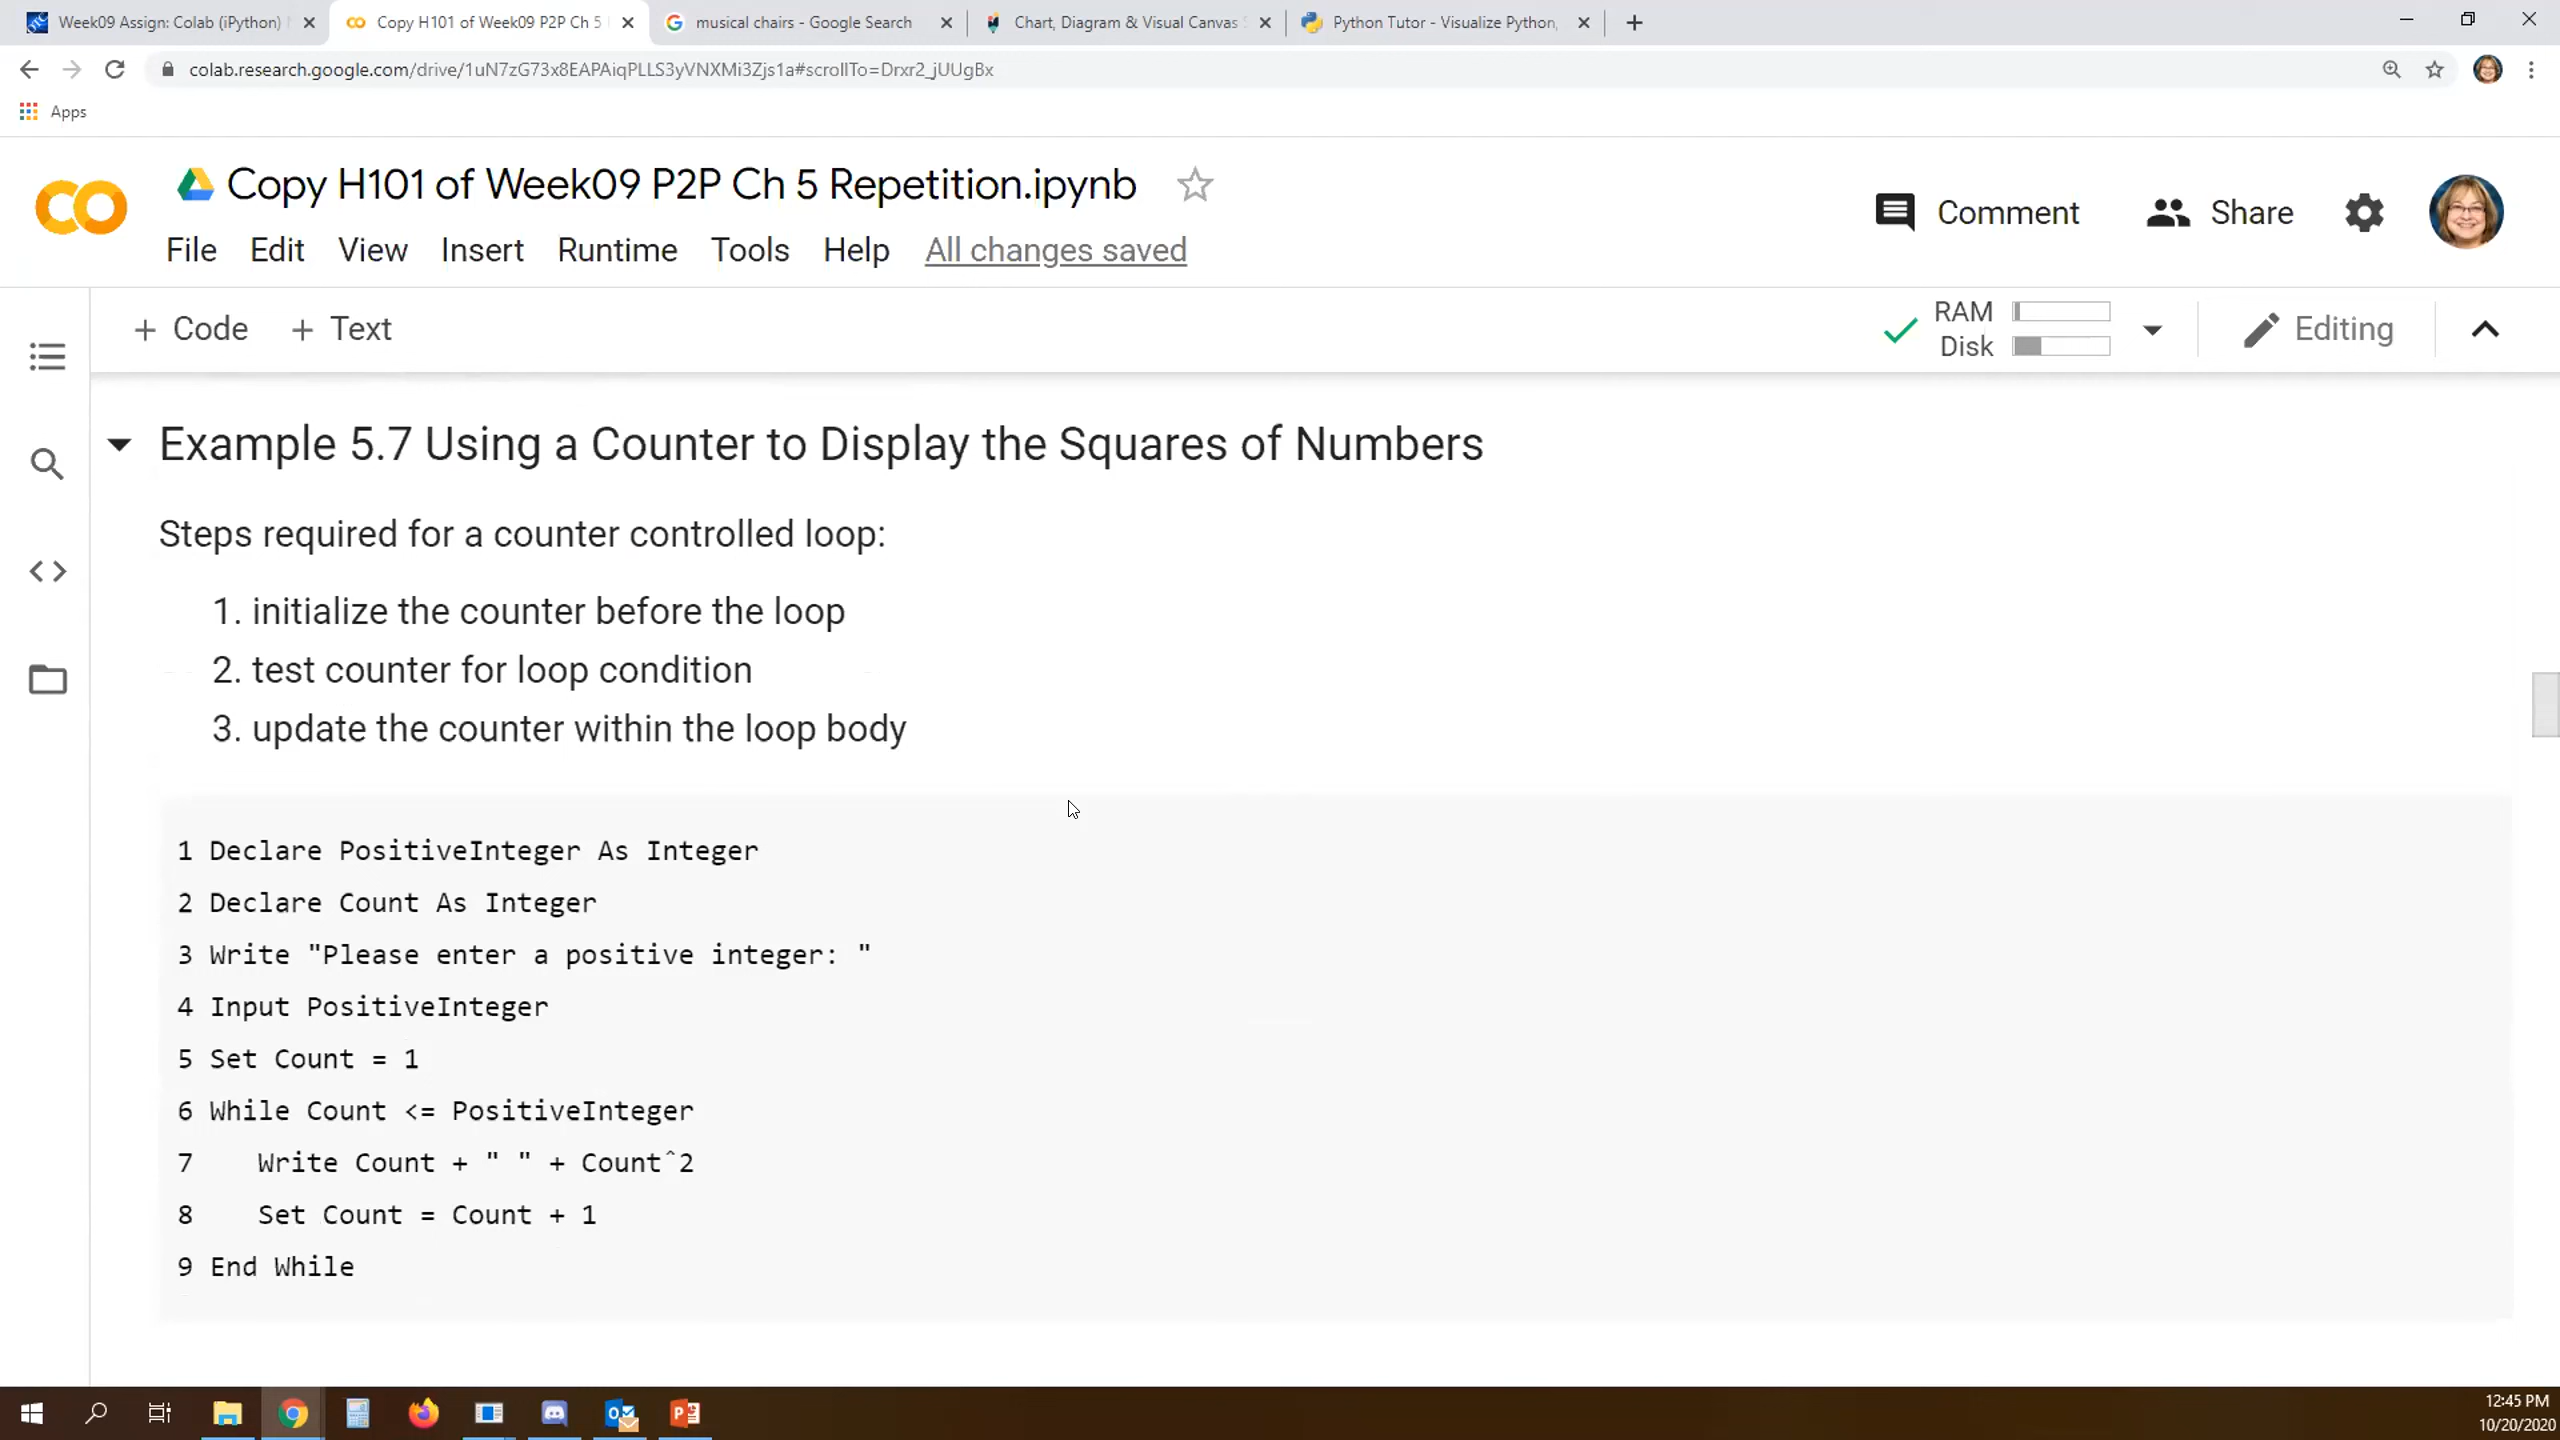 Week09 Assign: Colab (iPython)
Copy H101 of Week09 P2P Ch 5
musical chairs - Google Search
Chart, Diagram & Visual Canvas
Python Tutor - Visualize Python,
colab.research.google.com/drive/1uN7zG73x8EAPAiqPLLS3yVNXMi3Zjs1a#scrollTo=Drxr2_jUUgBx
Apps
CO
Copy H101 of Week09 P2P Ch 5 Repetition.ipynb
Comment
Share
File Edit View Insert Runtime Tools Help All changes saved
+ Code + Text
RAM
Disk
Editing
Example 5.7 Using a Counter to Display the Squares of Numbers
Steps required for a counter controlled loop:
1. initialize the counter before the loop
2. test counter for loop condition
3. update the counter within the loop body
1 Declare PositiveInteger As Integer
2 Declare Count As Integer
3 Write "Please enter a positive integer: "
4 Input PositiveInteger
5 Set Count = 1
6 While Count <= PositiveInteger
7    Write Count + " " + Countˆ2
8    Set Count = Count + 1
9 End While
12:45 PM
10/20/2020